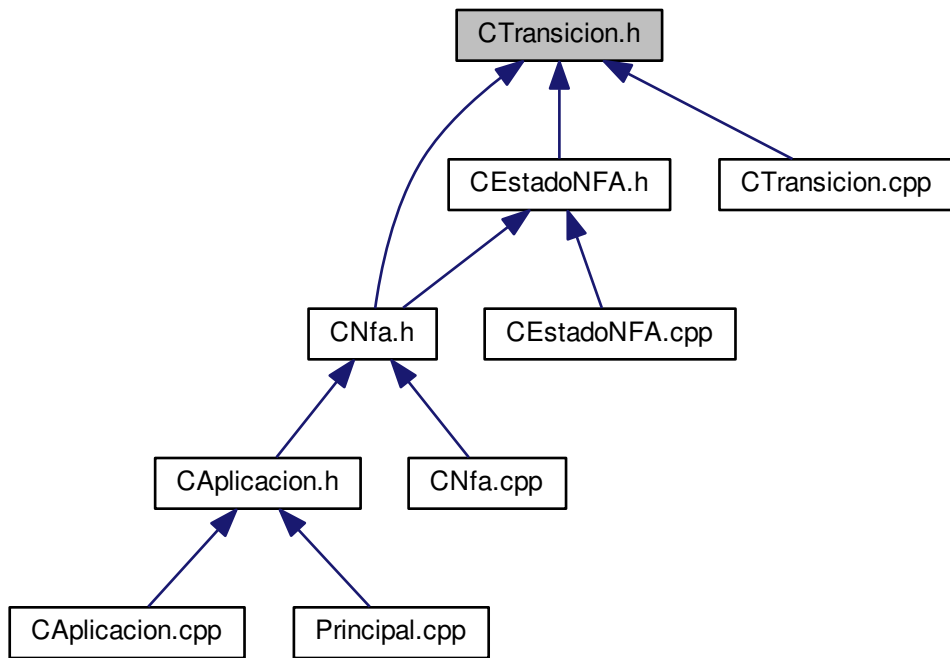 CTransicion.h
CEstadoNFA.h
CTransicion.cpp
CNfa.h
CEstadoNFA.cpp
CAplicacion.h
CNfa.cpp
CAplicacion.cpp
Principal.cpp